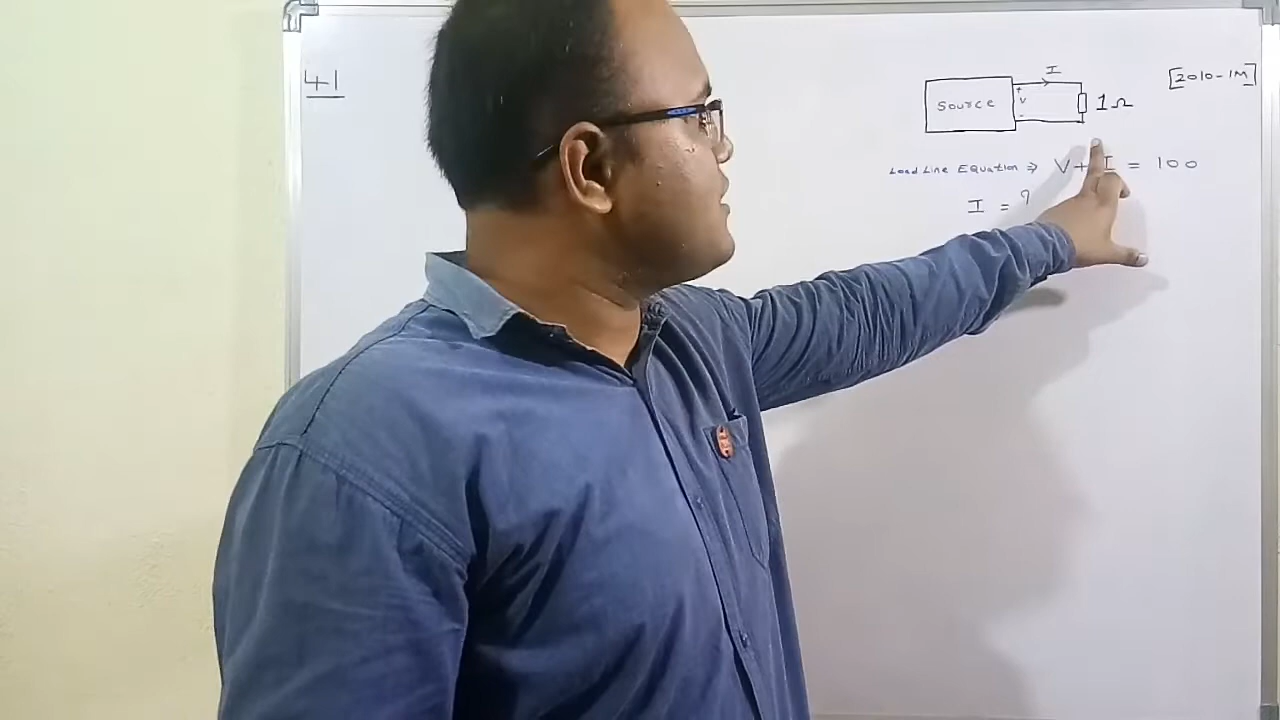 41
[2010-1M]
I
Source
+
V
-
1Ω
Load Line Equation ⇒ V+I = 100
I = ?